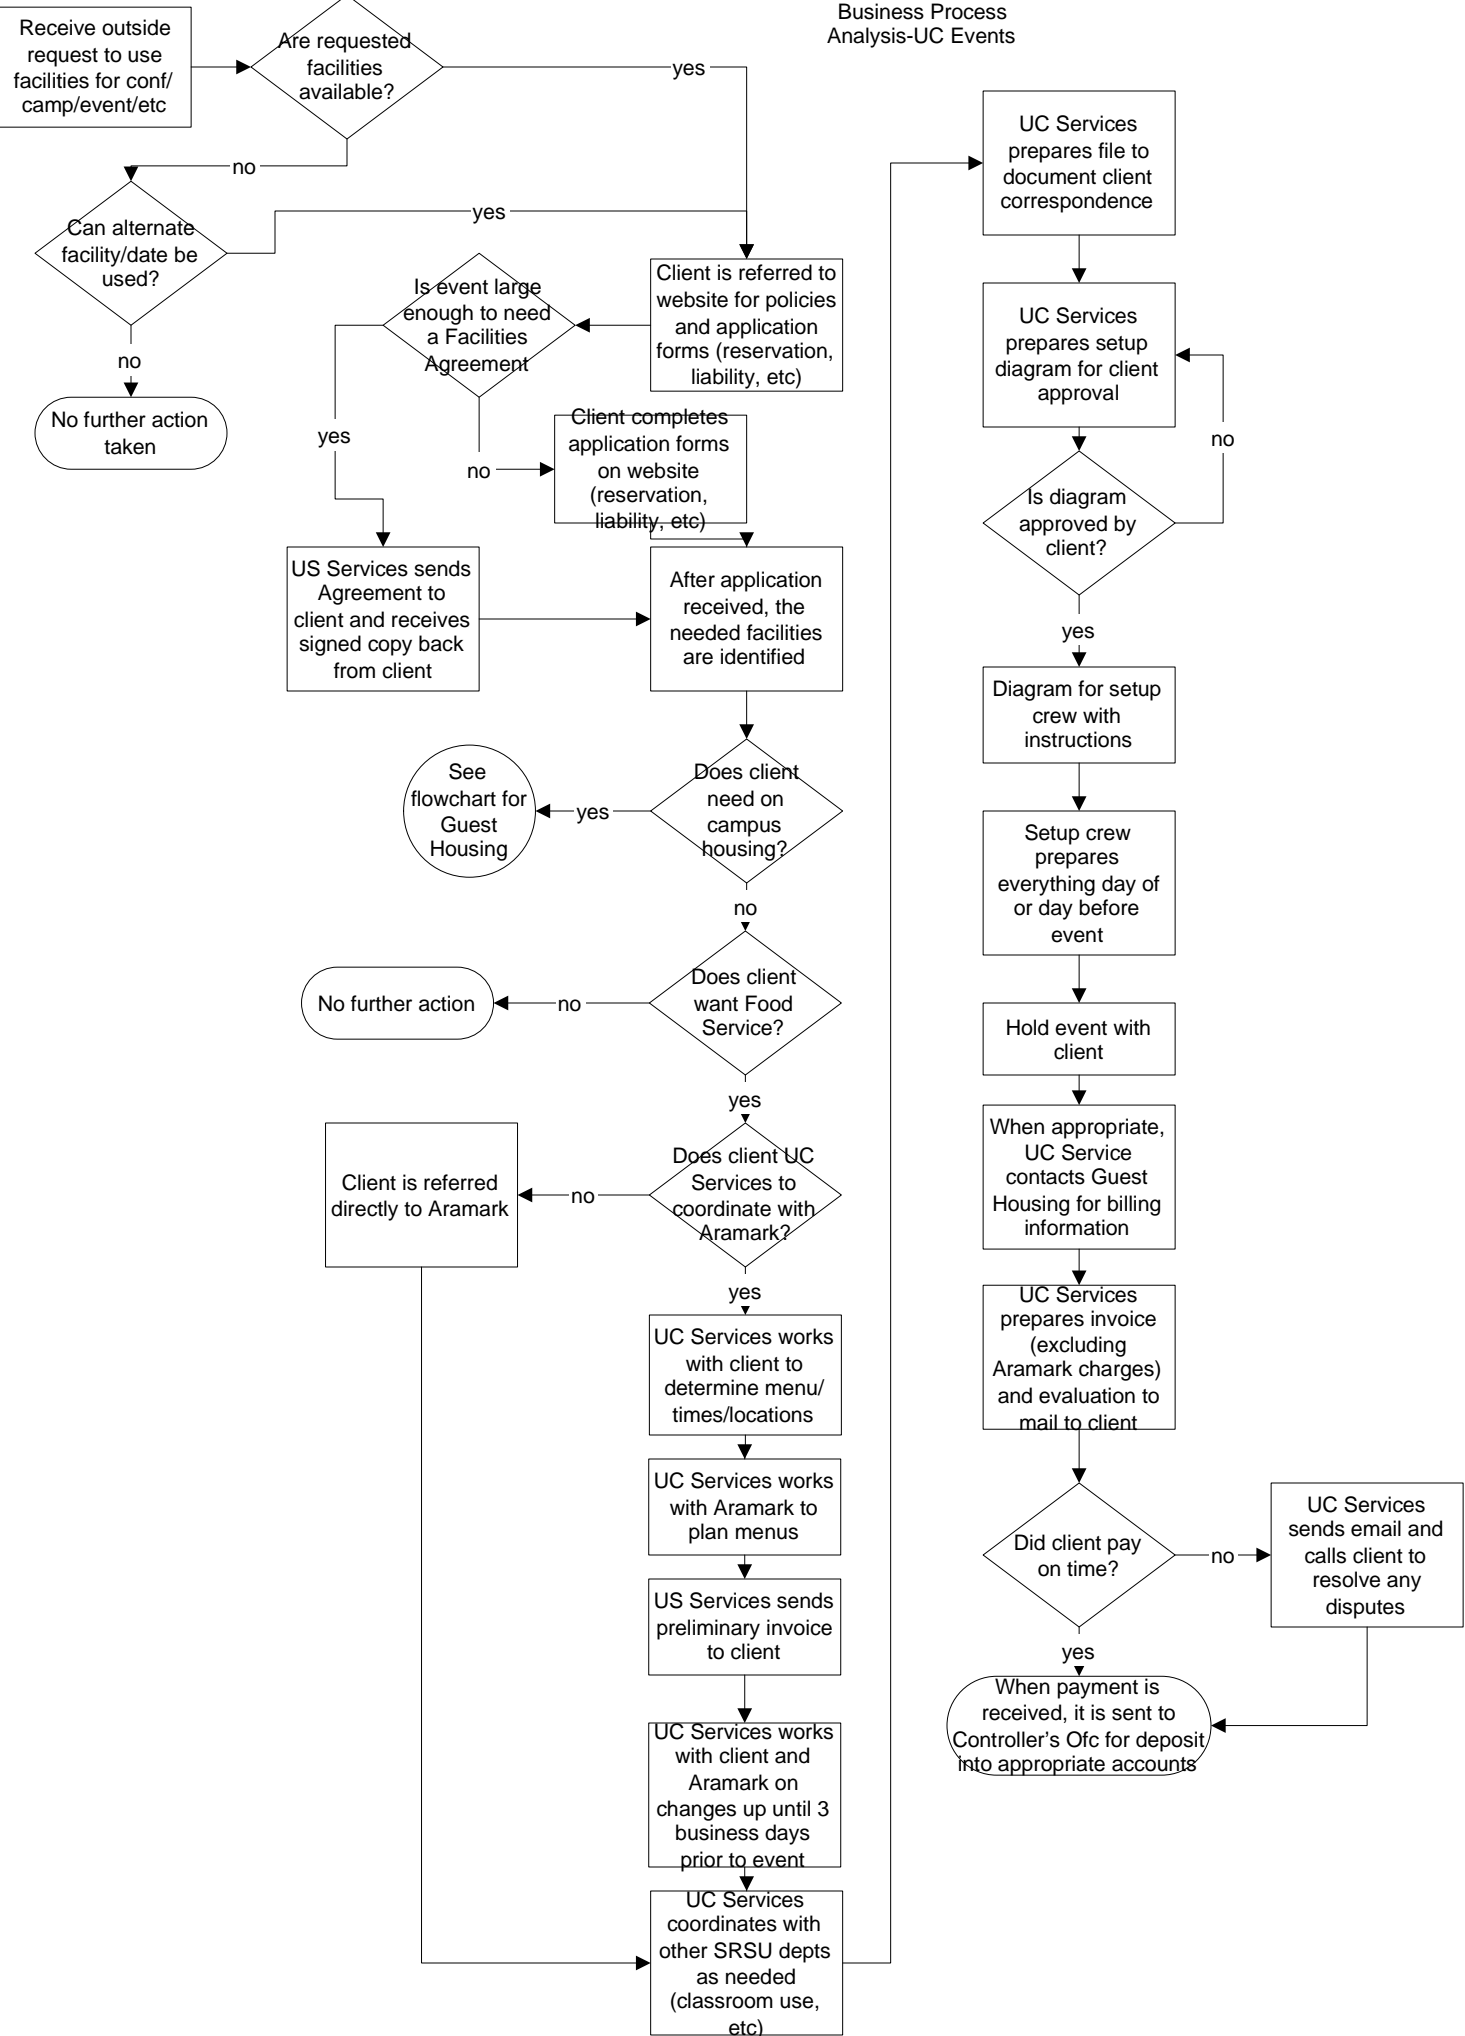 Business Process
Analysis-UC Events
Receive outside
request to use
facilities for conf/
camp/event/etc
Are requested
facilities
available?
yes
no
Can alternate
facility/date be
used?
yes
no
No further action
taken
Client is referred to
website for policies
and application
forms (reservation,
liability, etc)
Is event large
enough to need
a Facilities
Agreement
yes
no
Client completes
application forms
on website
(reservation,
liability, etc)
US Services sends
Agreement to
client and receives
signed copy back
from client
After application
received, the
needed facilities
are identified
Does client
need on
campus
housing?
yes
See
flowchart for
Guest
Housing
no
Does client
want Food
Service?
no
No further action
yes
Does client UC
Services to
coordinate with
Aramark?
no
Client is referred
directly to Aramark
yes
UC Services works
with client to
determine menu/
times/locations
UC Services works
with Aramark to
plan menus
US Services sends
preliminary invoice
to client
UC Services works
with client and
Aramark on
changes up until 3
business days
prior to event
UC Services
coordinates with
other SRSU depts
as needed
(classroom use,
etc)
UC Services
prepares file to
document client
correspondence
UC Services
prepares setup
diagram for client
approval
no
Is diagram
approved by
client?
yes
Diagram for setup
crew with
instructions
Setup crew
prepares
everything day of
or day before
event
Hold event with
client
When appropriate,
UC Service
contacts Guest
Housing for billing
information
UC Services
prepares invoice
(excluding
Aramark charges)
and evaluation to
mail to client
Did client pay
on time?
no
UC Services
sends email and
calls client to
resolve any
disputes
yes
When payment is
received, it is sent to
Controller's Ofc for deposit
into appropriate accounts